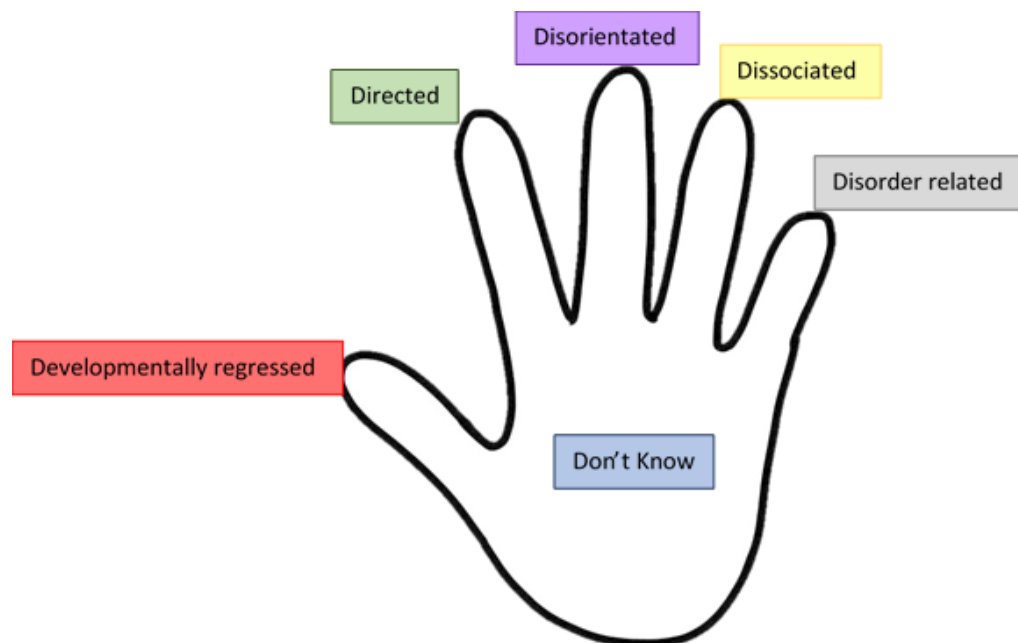 Disorientated
Dissociated
Directed
Disorder related
Developmentally regressed
Don't Know